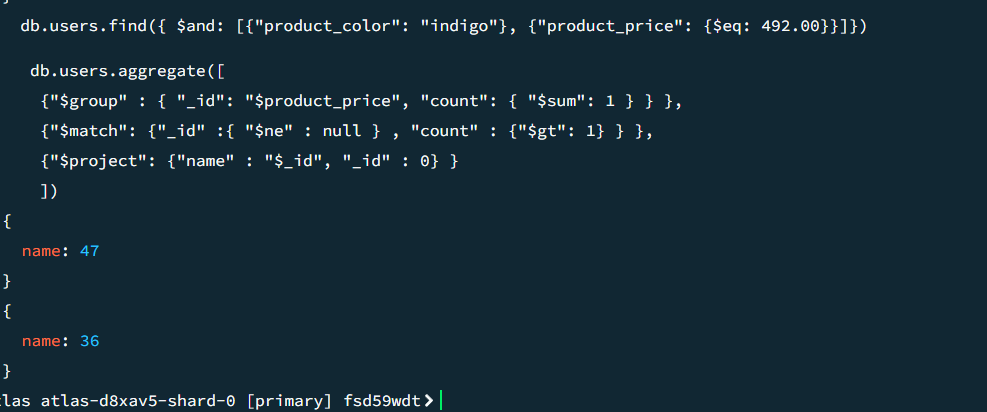 }
db.users.find({ $and: [{"product_color": "indigo"}, {"product_price": {$eq: 492.00}}]})
db.users.aggregate([
{"$group" : { "_id": "$product_price", "count": { "$sum": 1 } } },
{"$match": {"_id" :{ "$ne" : null } , "count" : {"$gt": 1} } },
{"$project": {"name" : "$_id", "_id" : 0} }
])
{
name: 47
}
{
name: 36
}
tlas atlas-d8xav5-shard-0 [primary] fsd59wdt>